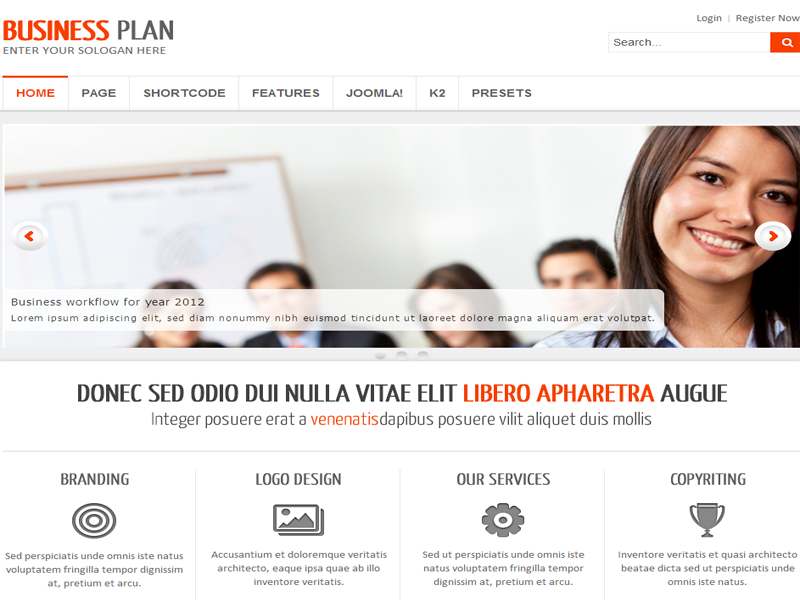 BUSINESS PLAN
ENTER YOUR SOLOGAN HERE
Login | Register Now
Search...
HOME PAGE SHORTCODE FEATURES JOOMLA! K2 PRESETS
Business workflow for year 2012
Lorem ipsum adipiscing elit, sed diam nonummy nibh euismod tincidunt ut laoreet dolore magna aliquam erat volutpat.
DONEC SED ODIO DUI NULLA VITAE ELIT LIBERO APHARETRA AUGUE
Integer posuere erat a venenatisdapibus posuere vilit aliquet duis mollis
BRANDING
Sed perspiciatis unde omnis iste natus
voluptatem fringilla tempor dignissim
at, pretium et arcu.
LOGO DESIGN
Accusantium et doloremque veritatis
architecto, eaque ipsa quae ab illo
inventore veritatis.
OUR SERVICES
Sed ut perspiciatis unde omnis iste
natus voluptatem fringilla tempor
dignissim at, pretium et arcu.
COPYRITING
Inventore veritatis et quasi architecto
beatae dicta sed ut perspiciatis unde
omnis iste natus.